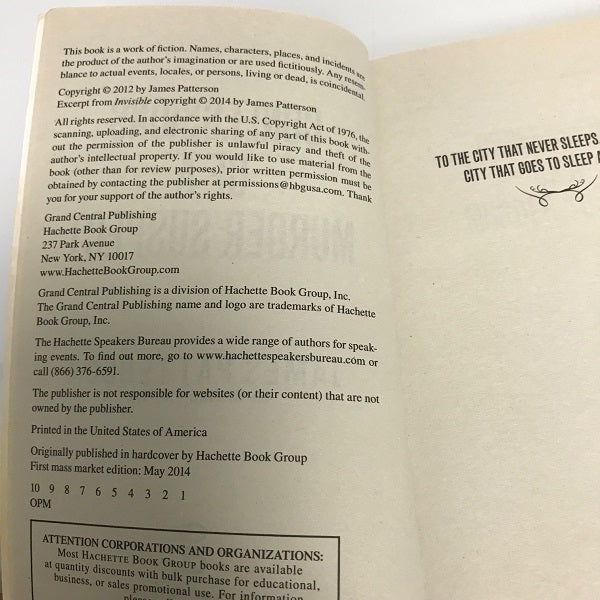 This book is a work of fiction. Names, characters, places, and incidents are
the product of the author's imagination or are used fictitiously. Any resem-
blance to actual events, locales, or persons, living or dead, is coincidental.
Copyright © 2012 by James Patterson
Excerpt from Invisible copyright © 2014 by James Patterson
All rights reserved. In accordance with the U.S. Copyright Act of 1976, the
scanning, uploading, and electronic sharing of any part of this book with-
out the permission of the publisher is unlawful piracy and theft of the
author's intellectual property. If you would like to use material from the
book (other than for review purposes), prior written permission must be
obtained by contacting the publisher at permissions@hbgusa.com. Thank
you for your support of the author's rights.
Grand Central Publishing
Hachette Book Group
237 Park Avenue
New York, NY 10017
www.HachetteBookGroup.com
Grand Central Publishing is a division of Hachette Book Group, Inc.
The Grand Central Publishing name and logo are trademarks of Hachette
Book Group, Inc.
The Hachette Speakers Bureau provides a wide range of authors for speak-
ing events. To find out more, go to www.hachettespeakersbureau.com or
call (866) 376-6591.
The publisher is not responsible for websites (or their content) that are not
owned by the publisher.
Printed in the United States of America
Originally published in hardcover by Hachette Book Group
First mass market edition: May 2014
10 9 8 7 6 5 4 3 2 1
OPM
ATTENTION CORPORATIONS AND ORGANIZATIONS:
Most HACHETTE BOOK GROUP books are available
at quantity discounts with bulk purchase for educational,
business, or sales promotional use. For information,
please
TO THE CITY THAT NEVER SLEEPS
CITY THAT GOES TO SLEEP